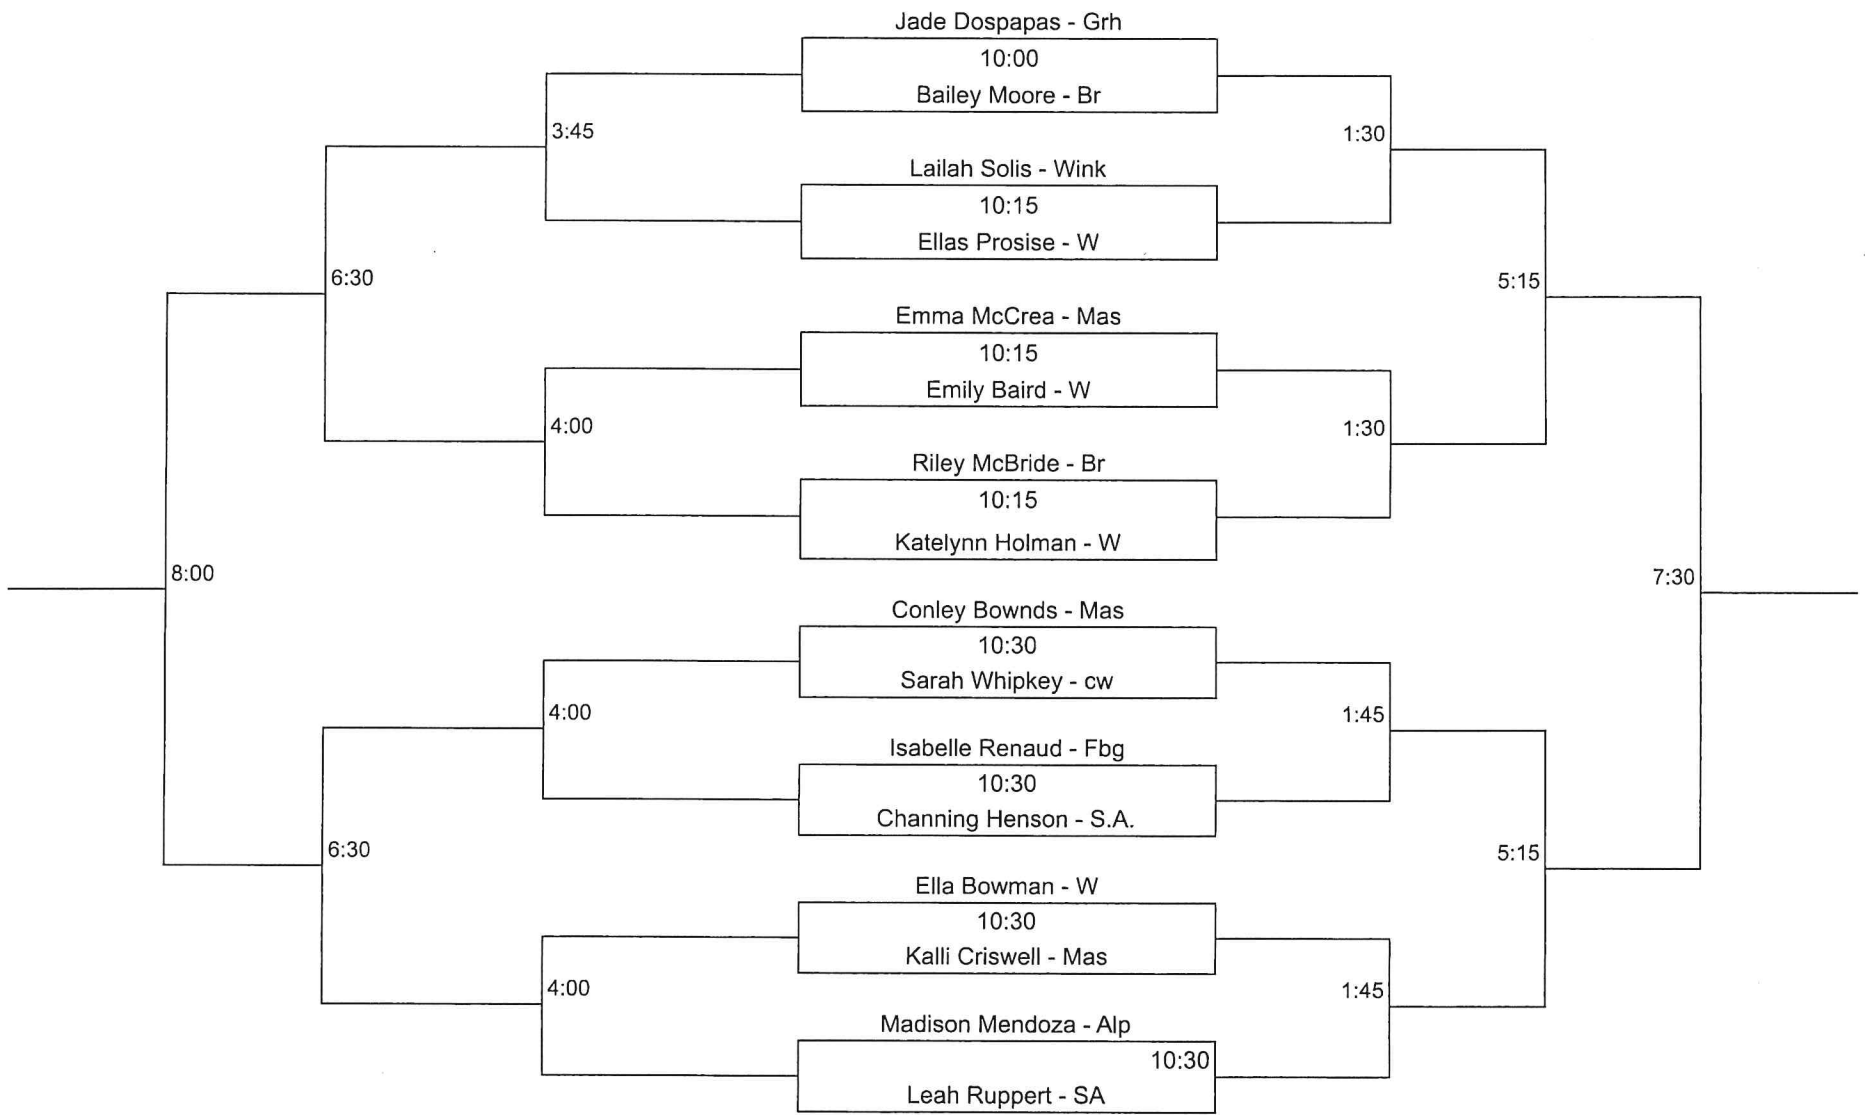 Jade Dospapas - Grh
10:00
Bailey Moore - Br
3:45
1:30
Lailah Solis - Wink
10:15
Ellas Prosise - W
6:30
5:15
Emma McCrea - Mas
10:15
Emily Baird - W
4:00
1:30
Riley McBride - Br
10:15
Katelynn Holman - W
8:00
7:30
Conley Bownds - Mas
10:30
Sarah Whipkey - cw
4:00
1:45
Isabelle Renaud - Fbg
10:30
Channing Henson - S.A.
6:30
5:15
Ella Bowman - W
10:30
Kalli Criswell - Mas
4:00
1:45
Madison Mendoza - Alp
10:30
Leah Ruppert - SA